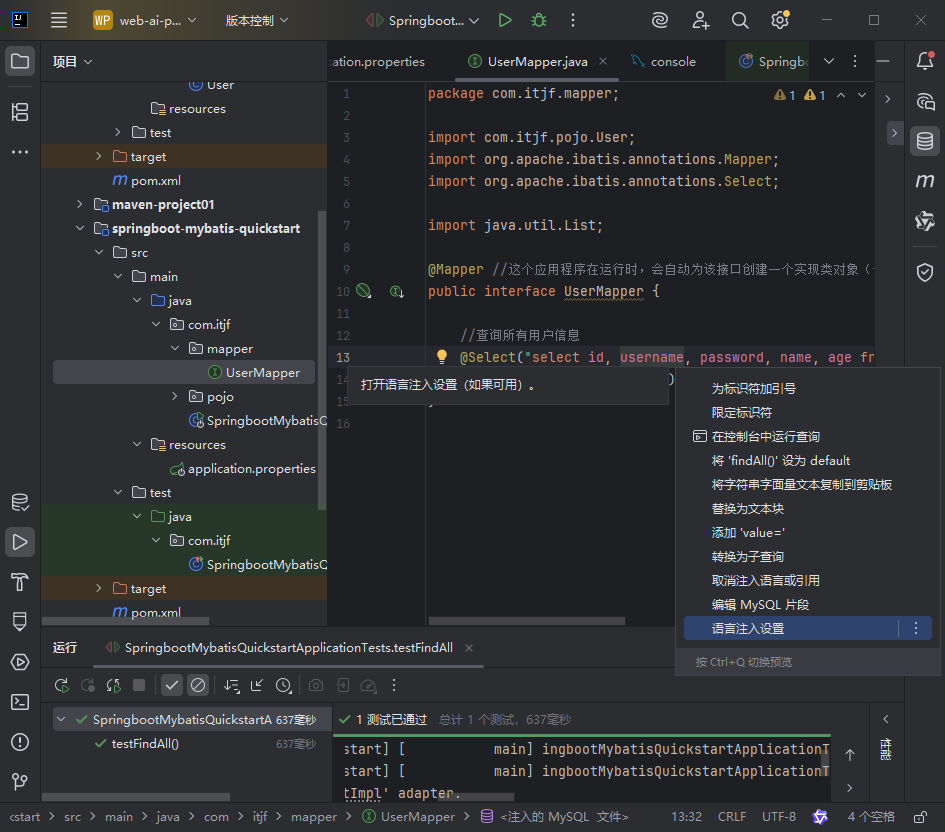 WP web-ai-p...
版本控制
Springboot...
项目
User
resources
test
target
pom.xml
maven-project01
springboot-mybatis-quickstart
src
main
java
com.itjf
mapper
UserMapper
pojo
SpringbootMybatisQ
resources
application.properties
test
java
com.itjf
SpringbootMybatisQ
target
pom.xml
cation.properties
UserMapper.java
console
Springb
1 package com.itjf.mapper;
1 1
2
3 import com.itjf.pojo.User;
4 import org.apache.ibatis.annotations.Mapper;
5 import org.apache.ibatis.annotations.Select;
6
7 import java.util.List;
8
9 @Mapper //这个应用程序在运行时，会自动为该接口创建一个实现类对象（
10 public interface UserMapper {
11
12 //查询所有用户信息
13 @Select("select id, username, password, name, age fr
14 )
15 }
16
打开语言注入设置（如果可用）。
为标识符加引号
限定标识符
在控制台中运行查询
将 'findAll()' 设为 default
将字符串字面量文本复制到剪贴板
替换为文本块
添加 'value='
转换为子查询
取消注入语言或引用
编辑 MySQL 片段
语言注入设置
按 Ctrl+Q 切换预览
运行
SpringbootMybatisQuickstartApplicationTests.testFindAll
SpringbootMybatisQuickstartA 637毫秒
testFindAll() 637毫秒
1 测试已通过 总计 1 个测试，637毫秒
start] [ main] ingbootMybatisQuickstartApplicationT
start] [ main] ingbootMybatisQuickstartApplicationT
tImpl' adapter.
性能
kstart > src > main > java > com > itjf > mapper > UserMapper > <注入的 MySQL 文件>
13:32 CRLF UTF-8 4 个空格